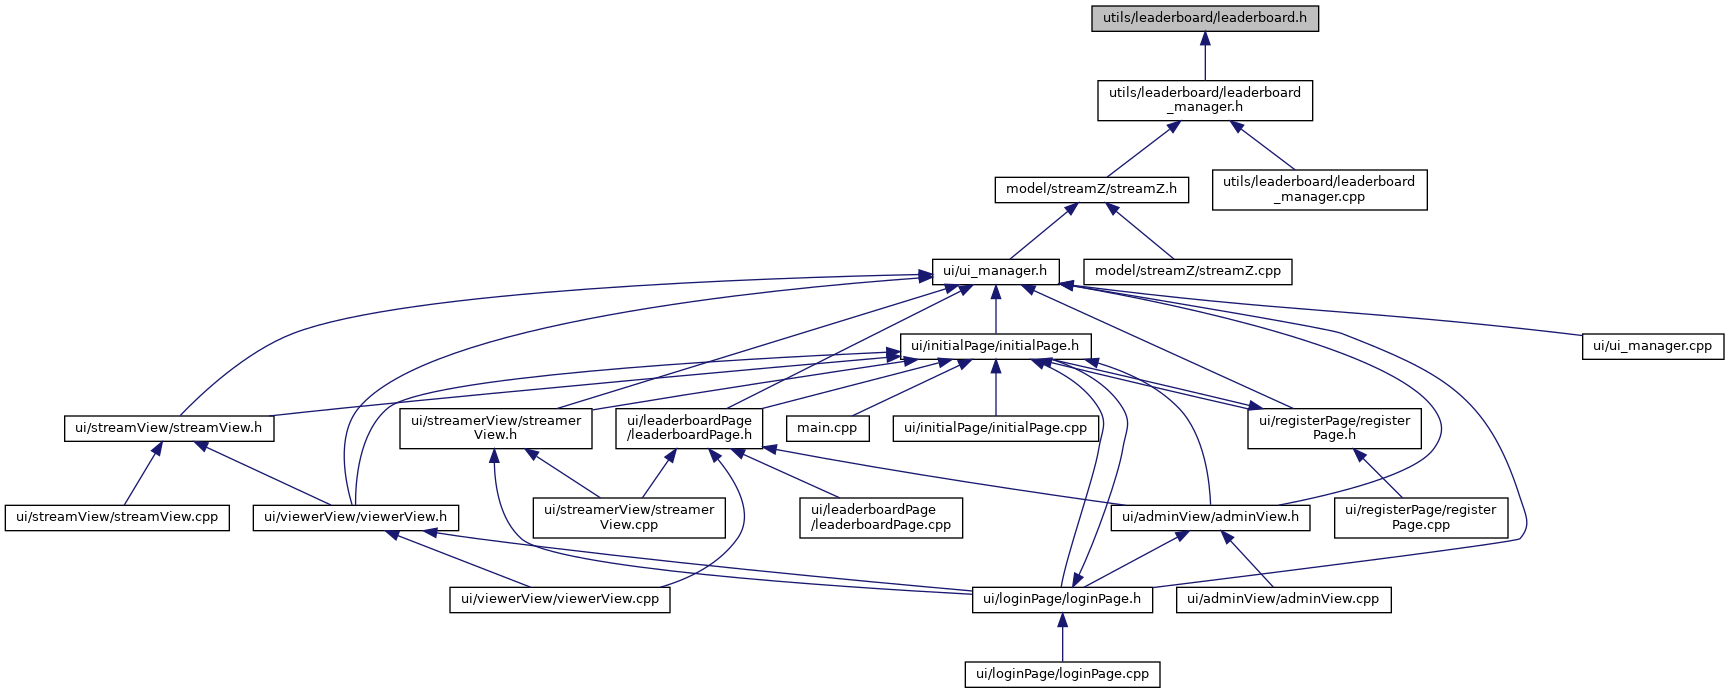 utils/leaderboard/leaderboard.h
utils/leaderboard/leaderboard
_manager.h
model/streamZ/streamZ.h
utils/leaderboard/leaderboard
_manager.cpp
ui/ui_manager.h
model/streamZ/streamZ.cpp
ui/initialPage/initialPage.h
ui/ui_manager.cpp
ui/streamView/streamView.h
ui/streamerView/streamer
View.h
ui/leaderboardPage
/leaderboardPage.h
main.cpp
ui/initialPage/initialPage.cpp
ui/registerPage/register
Page.h
ui/streamView/streamView.cpp
ui/viewerView/viewerView.h
ui/streamerView/streamer
View.cpp
ui/leaderboardPage
/leaderboardPage.cpp
ui/adminView/adminView.h
ui/registerPage/register
Page.cpp
ui/viewerView/viewerView.cpp
ui/loginPage/loginPage.h
ui/adminView/adminView.cpp
ui/loginPage/loginPage.cpp